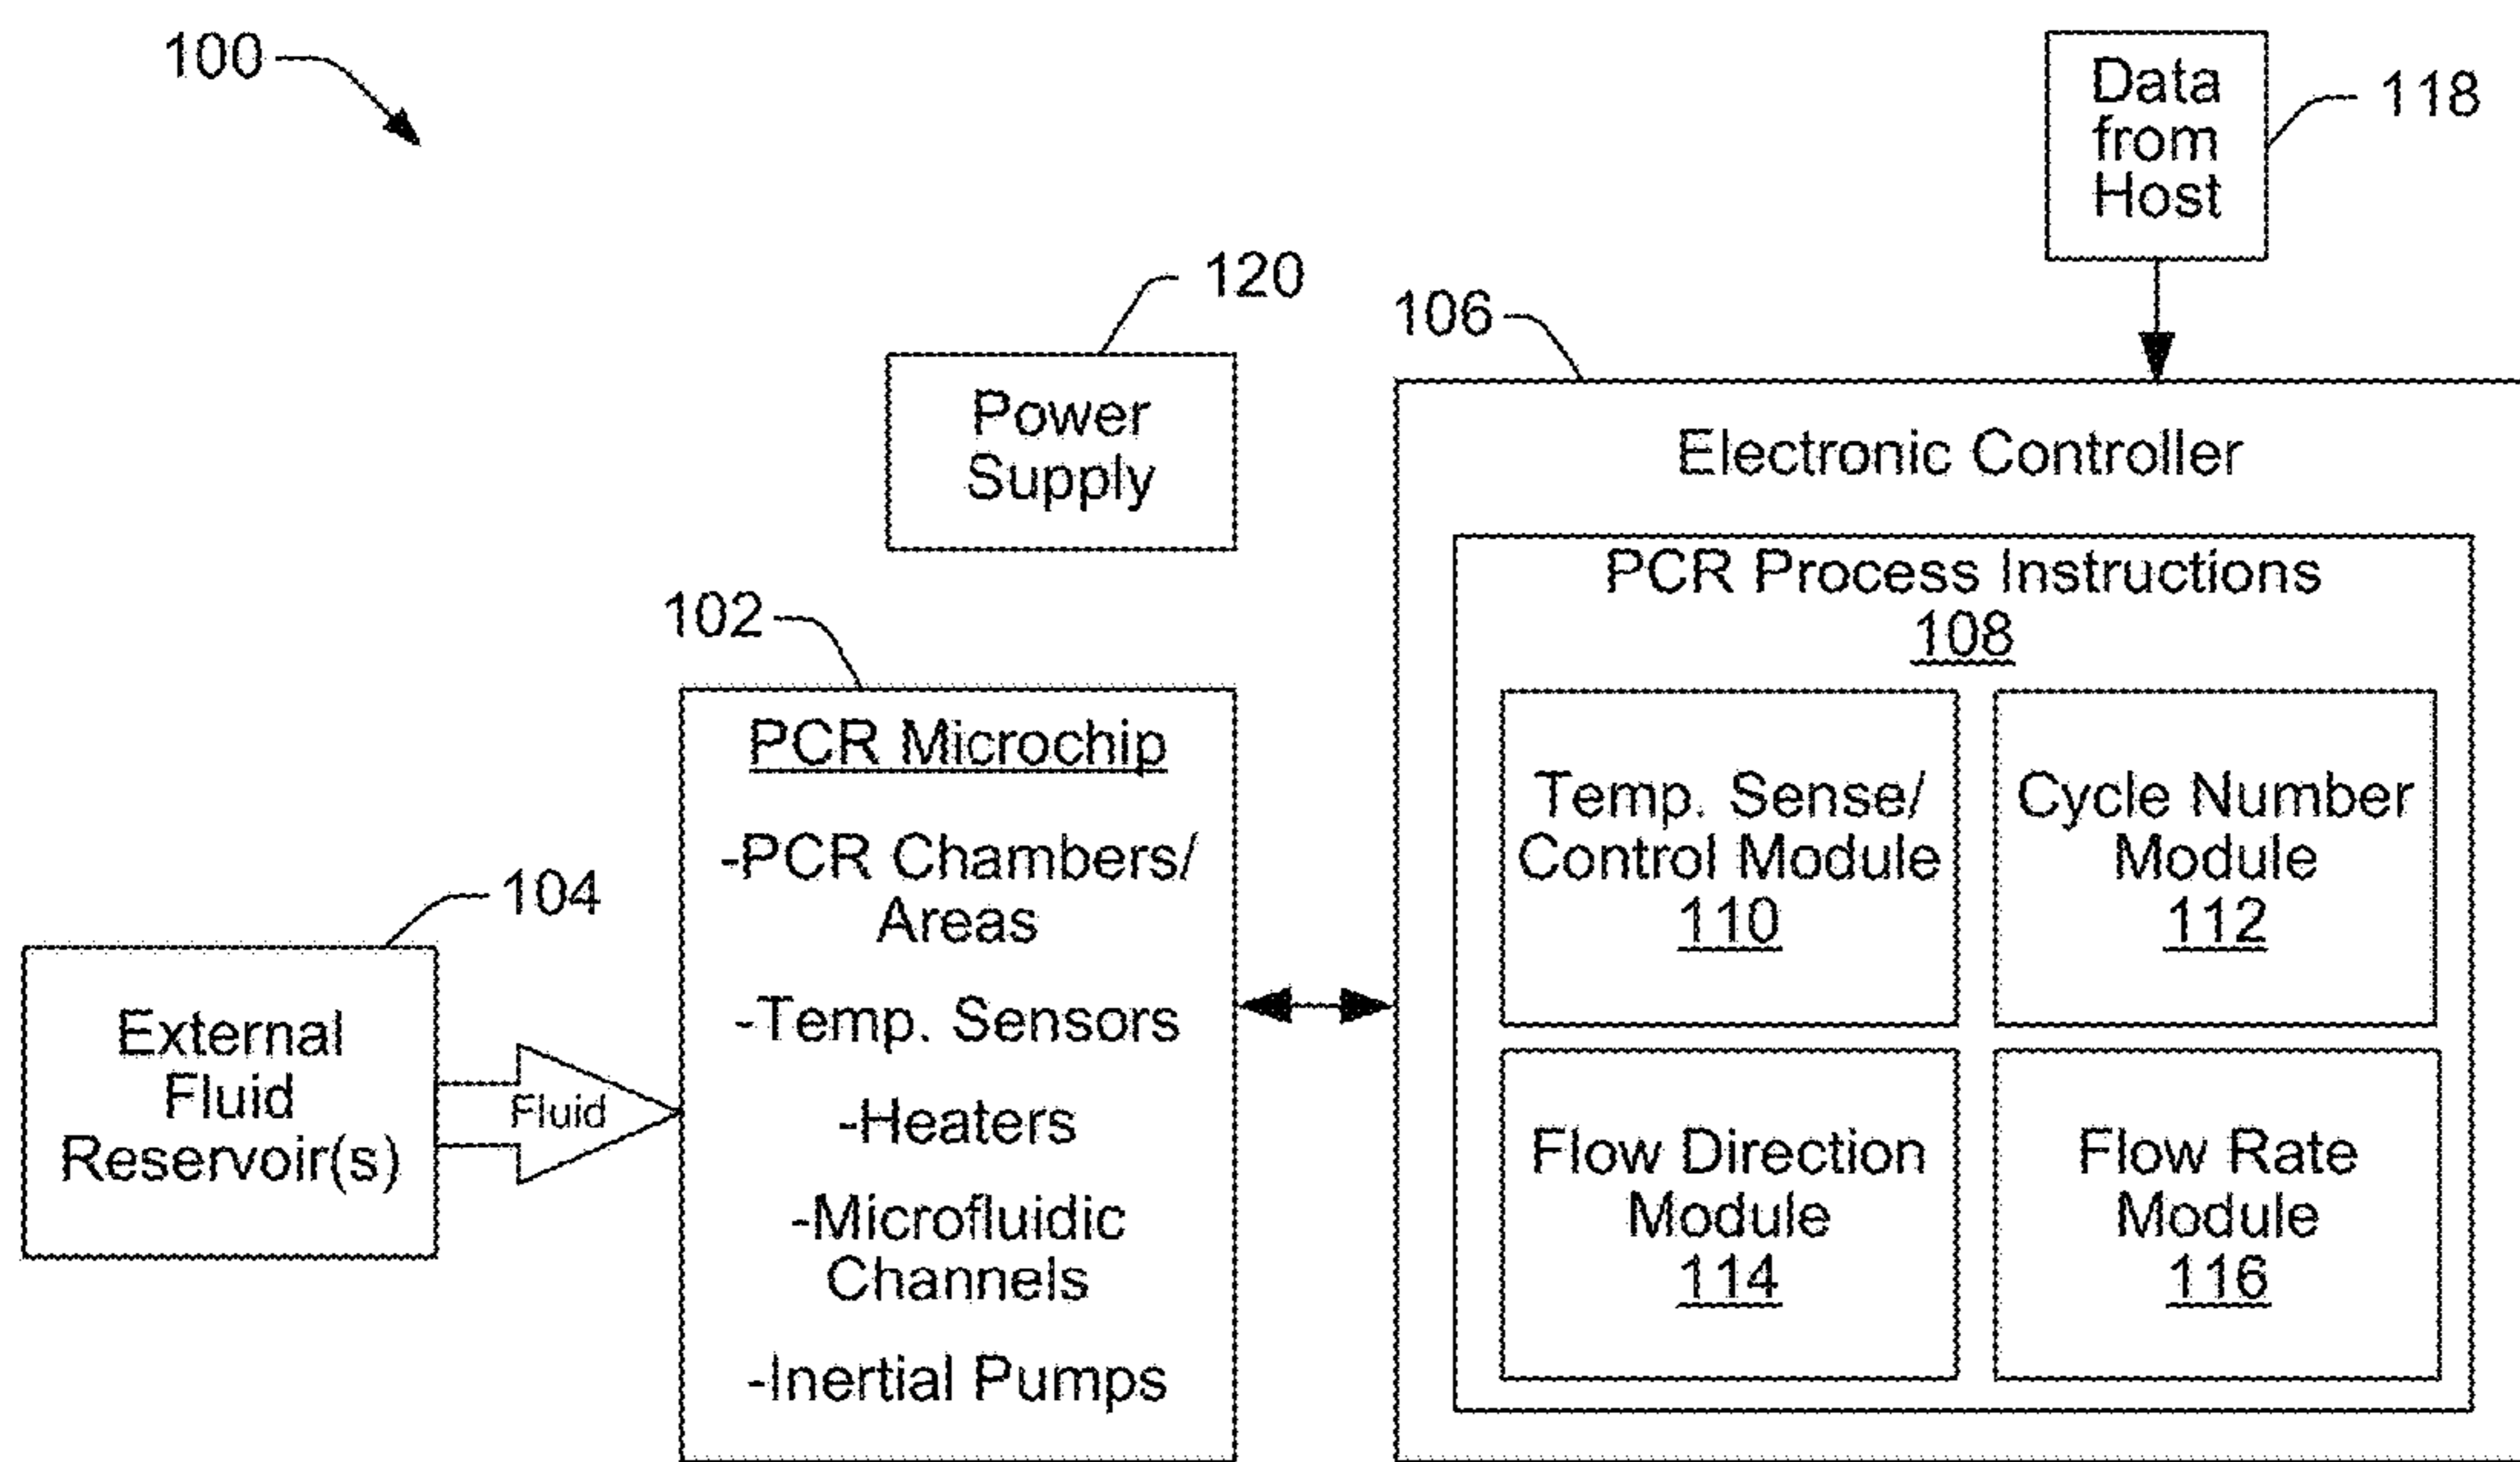 100
Data
from
Host
118
120
Power
Supply
106
Electronic Controller
PCR Process Instructions
108
Temp. Sense/
Control Module
110
Cycle Number
Module
112
Flow Direction
Module
114
Flow Rate
Module
116
102
PCR Microchip
-PCR Chambers/
Areas
-Temp. Sensors
-Heaters
-Microfluidic
Channels
-Inertial Pumps
104
External
Fluid
Reservoir(s)
Fluid